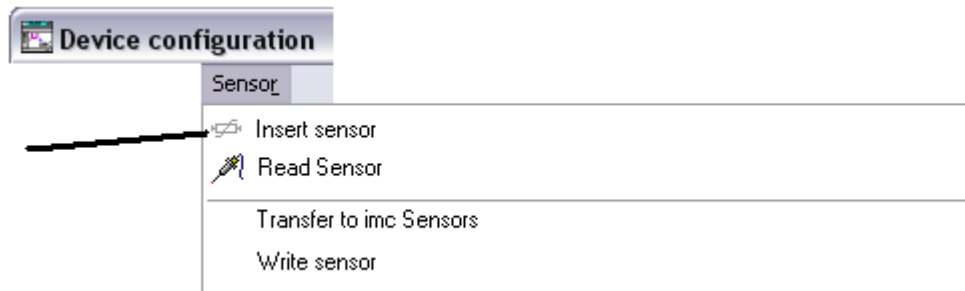 Device configuration
Sensor
Insert sensor
Read Sensor
Transfer to imc Sensors
Write sensor